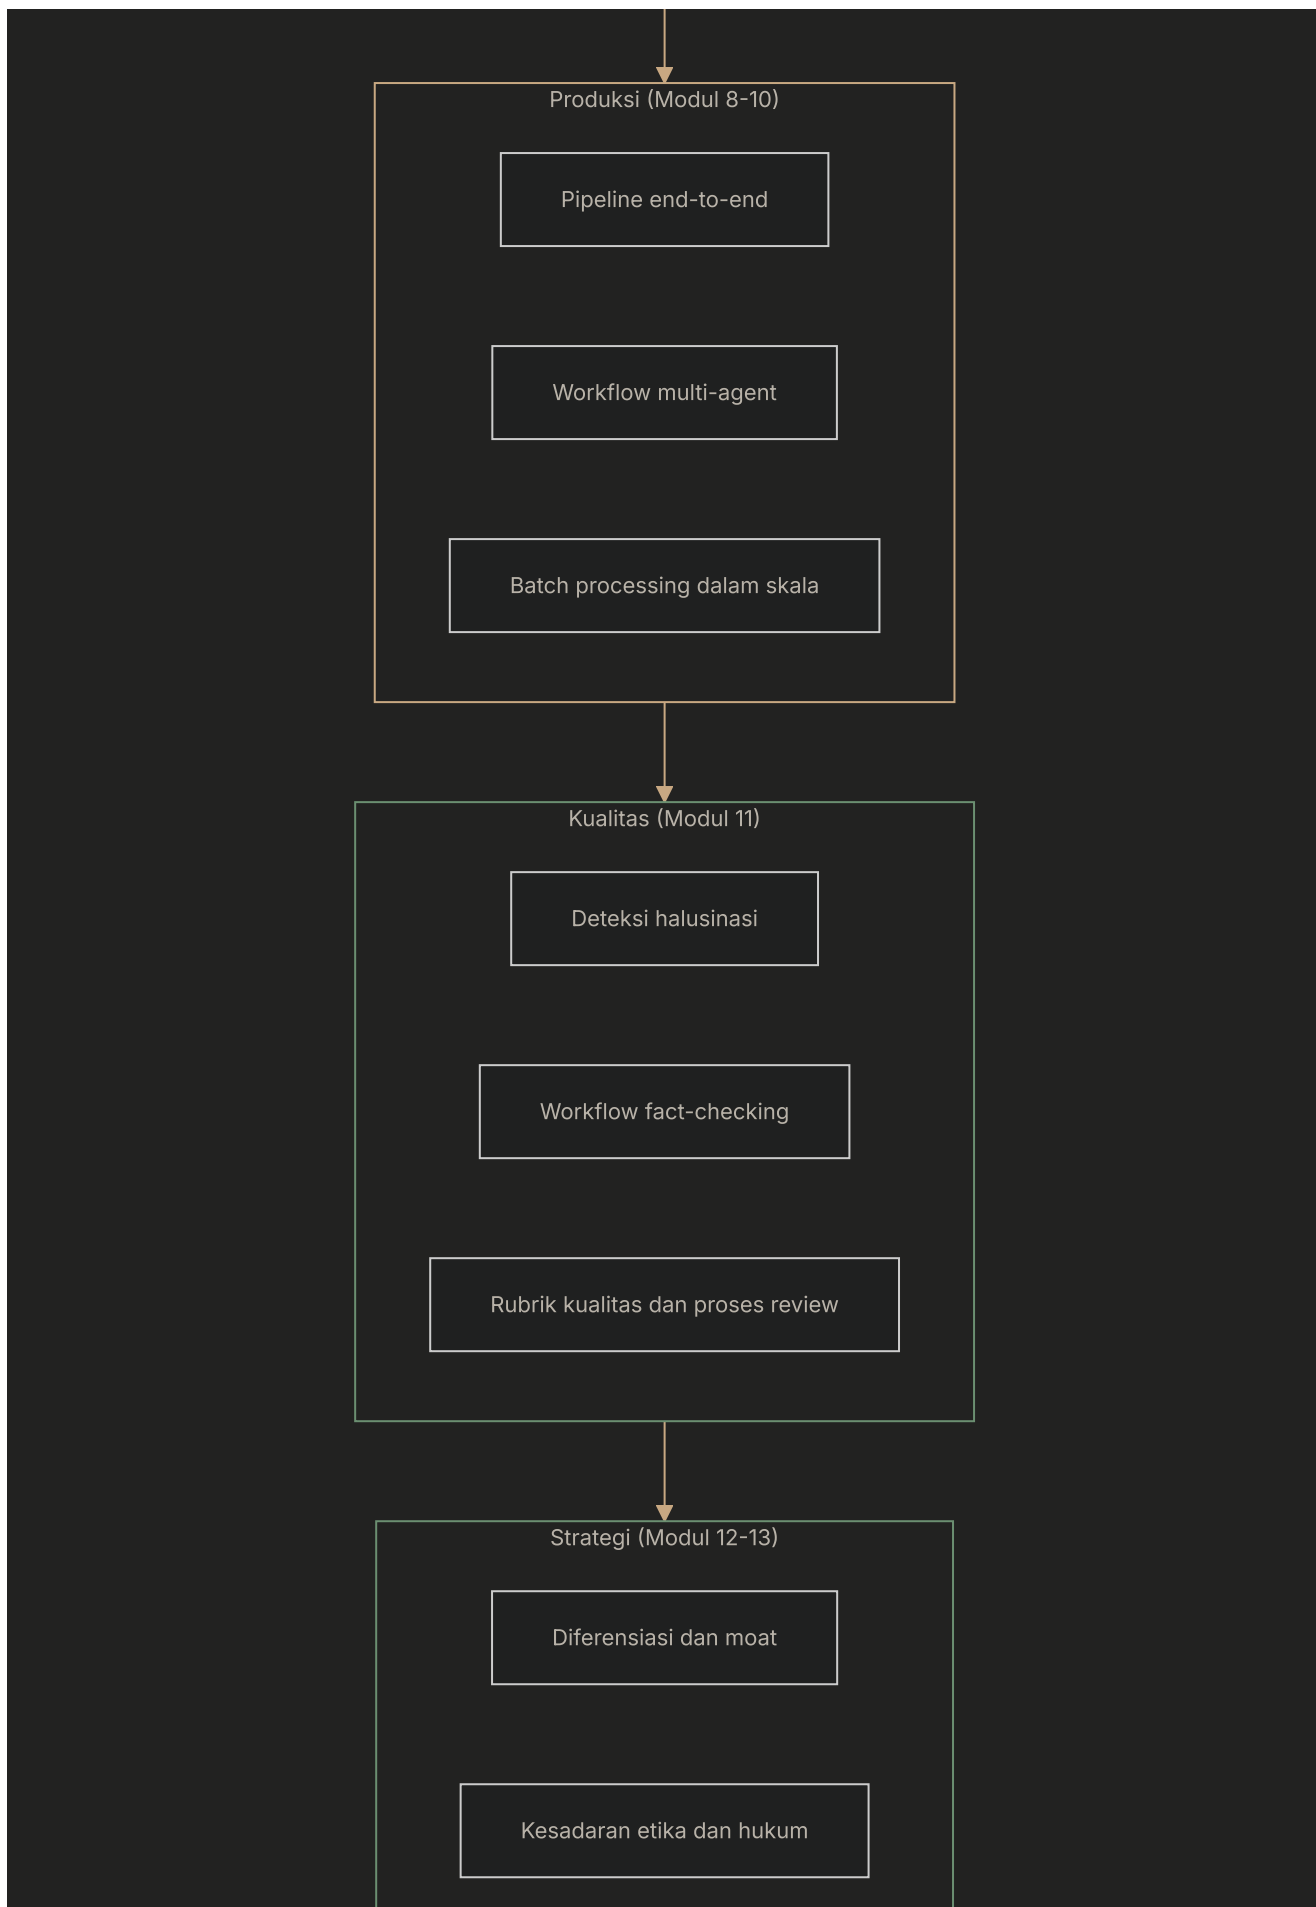 Produksi (Modul 8-10)
Pipeline end-to-end
Workflow multi-agent
Batch processing dalam skala
Kualitas (Modul 11)
Deteksi halusinasi
Workflow fact-checking
Rubrik kualitas dan proses review
Strategi (Modul 12-13)
Diferensiasi dan moat
Kesadaran etika dan hukum